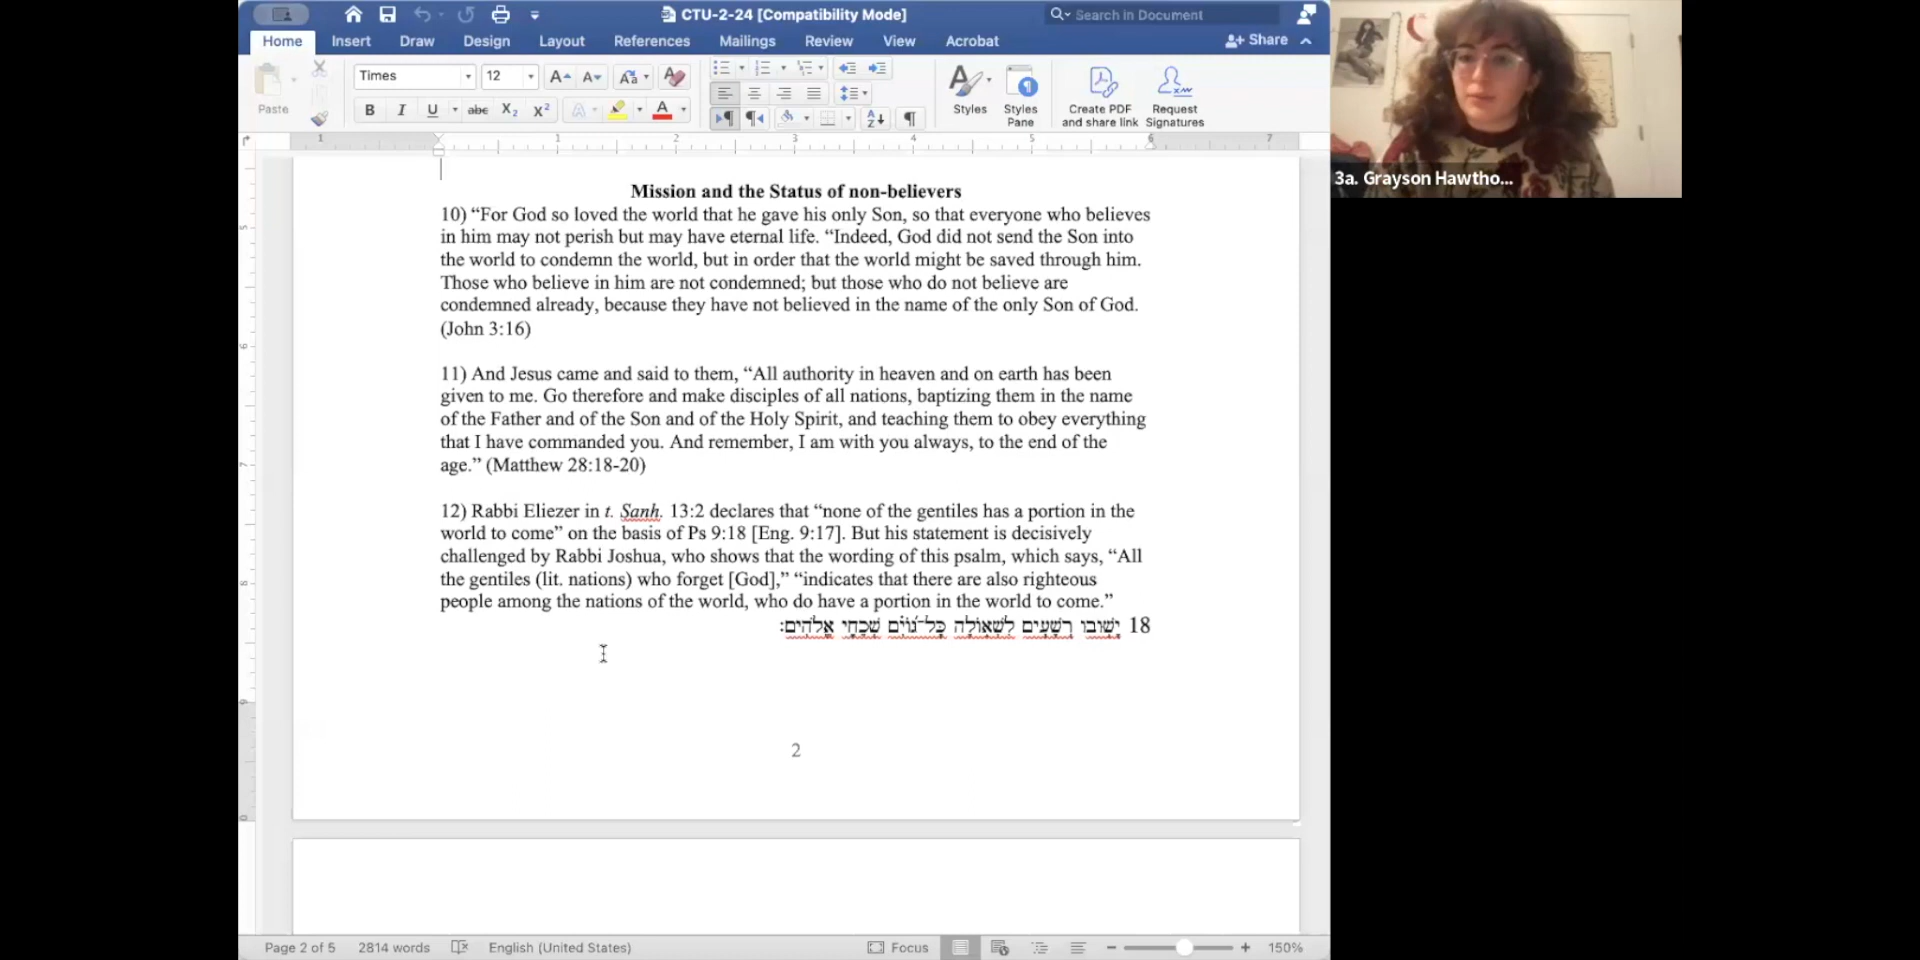 CTU-2-24 [Compatibility Mode]
Search in Document
Home Insert Draw Design Layout References Mailings Review View Acrobat
Share
Paste
Times
12
Styles
Styles Pane
Create PDF and share link
Request Signatures
1 1 2 3 4 5 6 7
Mission and the Status of non-believers
10) “For God so loved the world that he gave his only Son, so that everyone who believes
in him may not perish but may have eternal life. “Indeed, God did not send the Son into
the world to condemn the world, but in order that the world might be saved through him.
Those who believe in him are not condemned; but those who do not believe are
condemned already, because they have not believed in the name of the only Son of God.
(John 3:16)
11) And Jesus came and said to them, “All authority in heaven and on earth has been
given to me. Go therefore and make disciples of all nations, baptizing them in the name
of the Father and of the Son and of the Holy Spirit, and teaching them to obey everything
that I have commanded you. And remember, I am with you always, to the end of the
age.” (Matthew 28:18-20)
12) Rabbi Eliezer in t. Sanh. 13:2 declares that “none of the gentiles has a portion in the
world to come” on the basis of Ps 9:18 [Eng. 9:17]. But his statement is decisively
challenged by Rabbi Joshua, who shows that the wording of this psalm, which says, “All
the gentiles (lit. nations) who forget [God],” “indicates that there are also righteous
people among the nations of the world, who do have a portion in the world to come.”
18 יָשׁוּבוּ רְשָׁעִים לִשְׁאוֹלָה כָּל־גּוֹיִם שְׁכֵחֵי אֱלֹהִים׃
2
Page 2 of 5 2814 words English (United States) Focus 150%
3a. Grayson Hawtho...